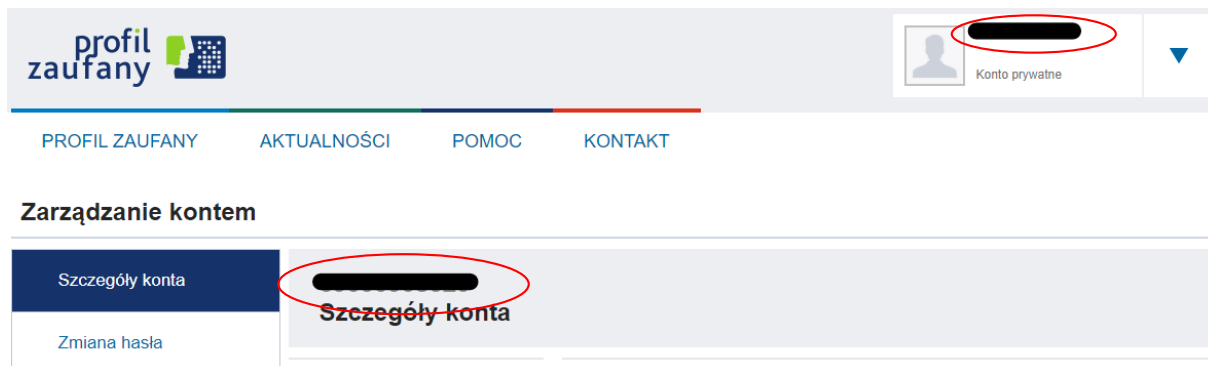 profil
zaufany
Konto prywatne
PROFIL ZAUFANY
AKTUALNOŚCI
POMOC
KONTAKT
Zarządzanie kontem
Szczegóły konta
Szczegóły konta
Zmiana hasła